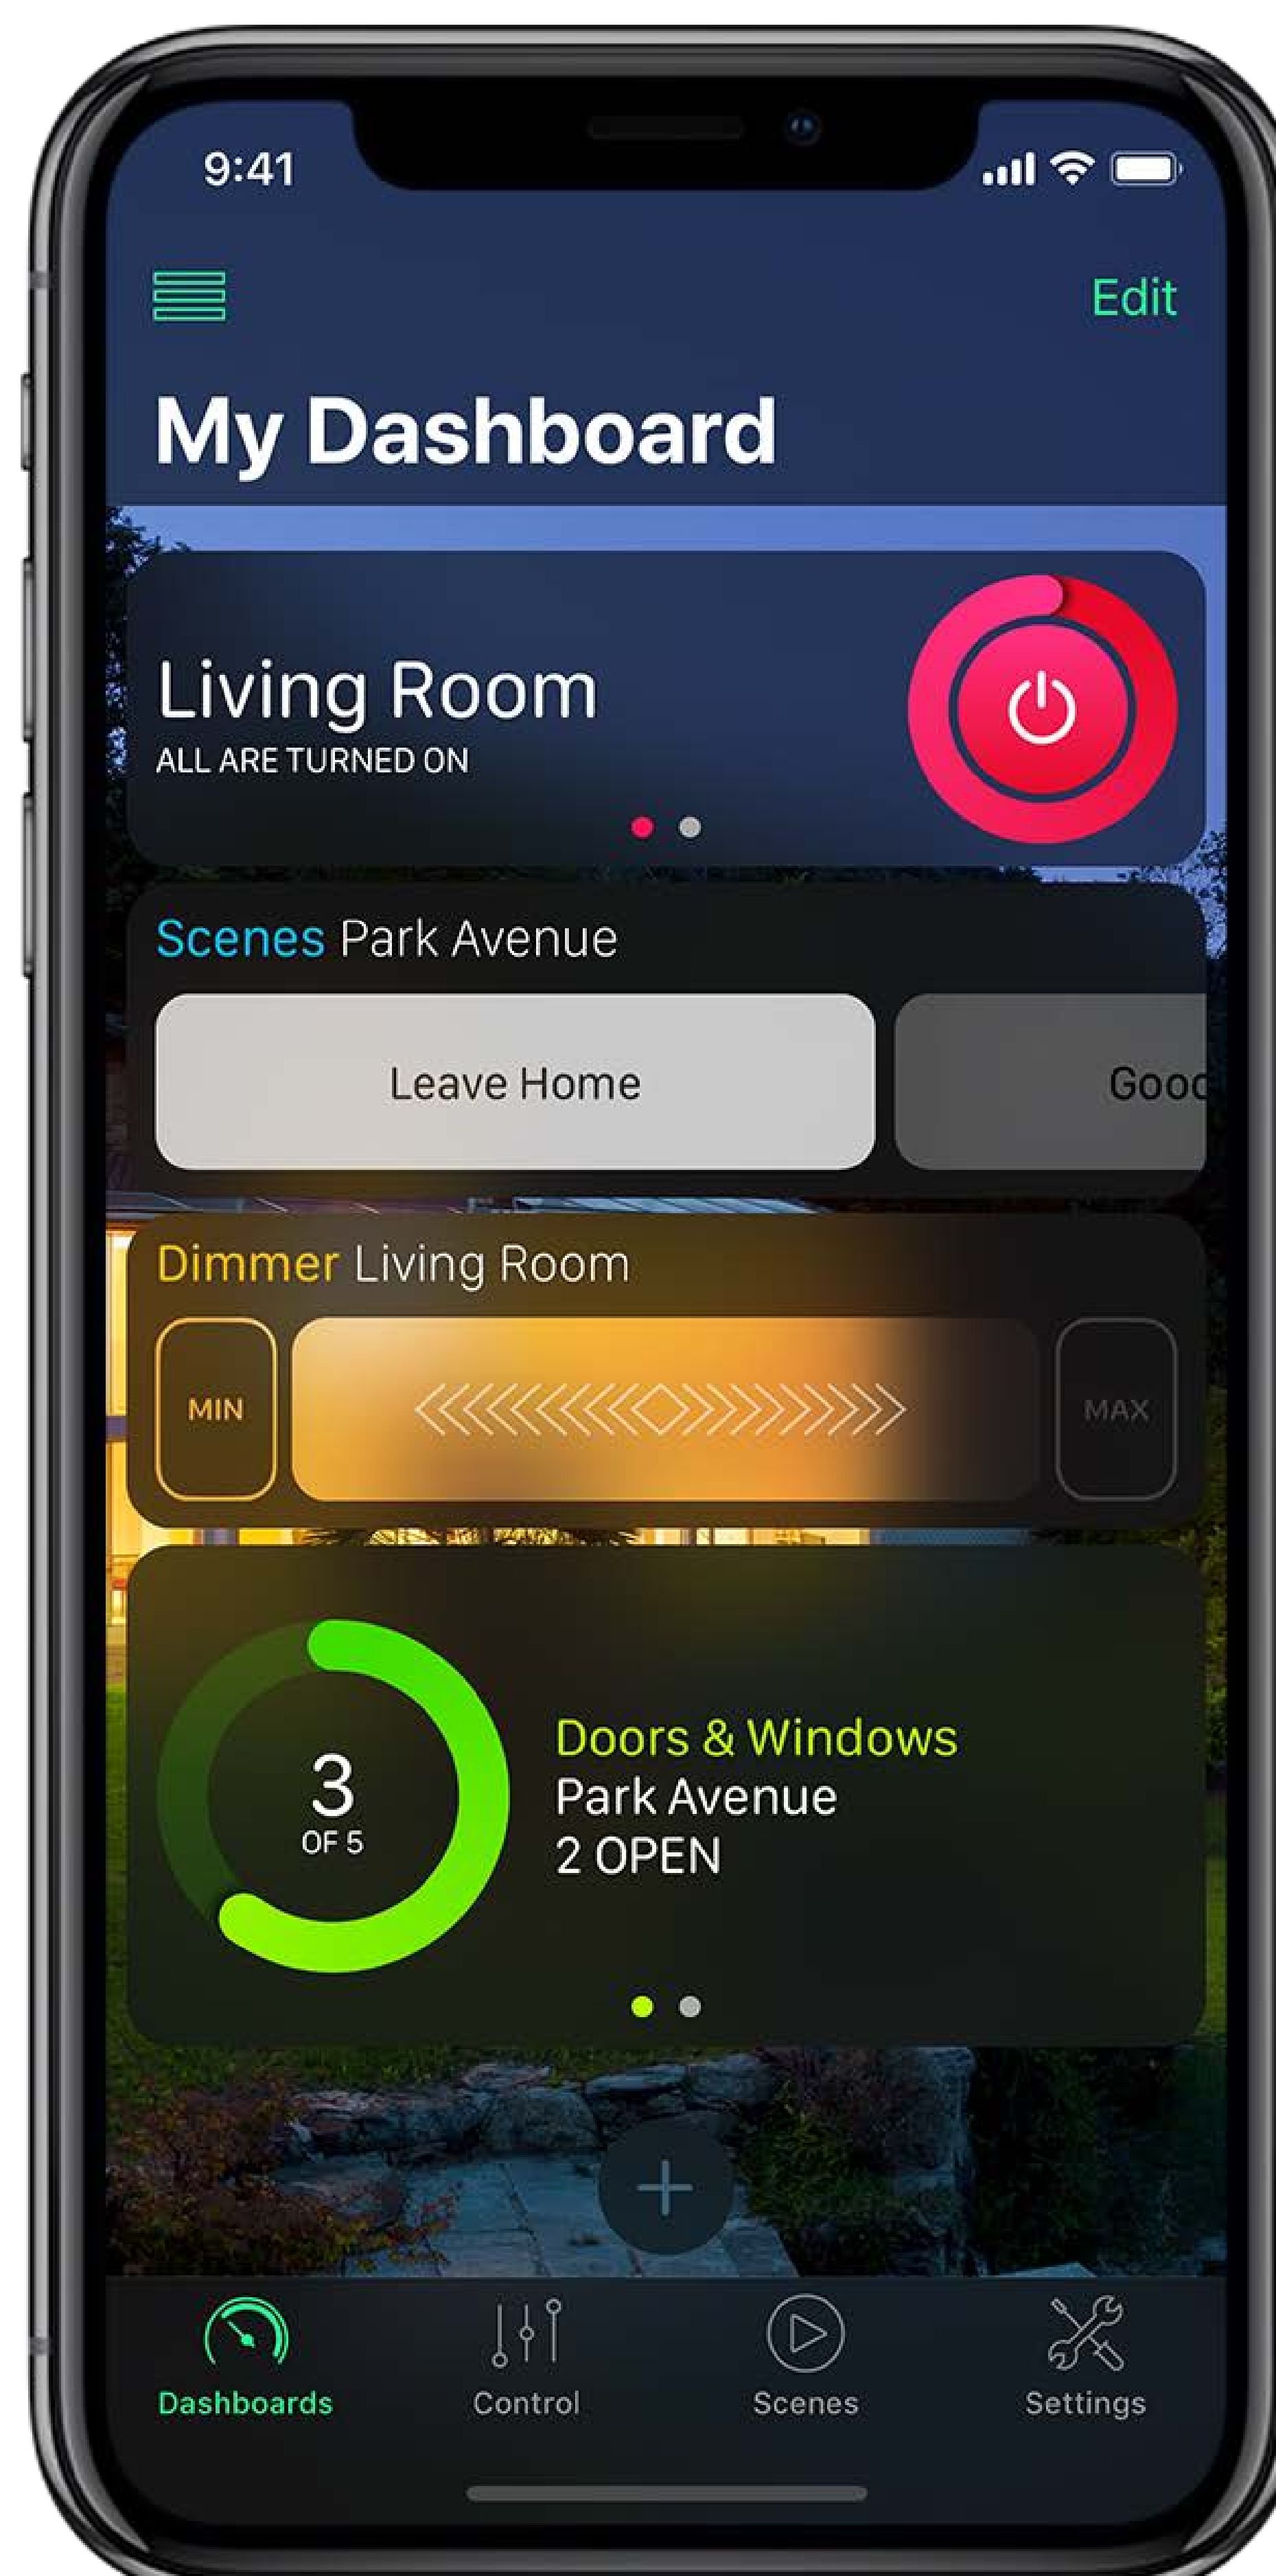 9:41
Edit
My Dashboard
Living Room
ALL ARE TURNED ON
Scenes Park Avenue
Leave Home
Dimmer Living Room
MIN
MAX
3
OF 5
Doors & Windows
Park Avenue
2 OPEN
Dashboards
Control
Scenes
Settings